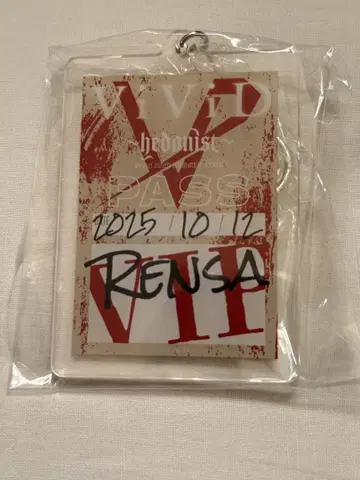 ViViD
~hedonist~
PASS
2025 / 10 / 12
RENSA
VIP